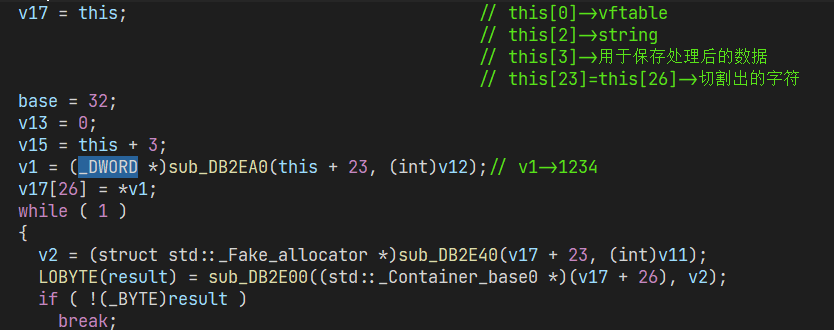 v17 = this; // this[0]->vftable
// this[2]->string
// this[3]->用于保存处理后的数据
// this[23]=this[26]->切割出的字符
base = 32;
v13 = 0;
v15 = this + 3;
v1 = (_DWORD *)sub_DB2EA0(this + 23, (int)v12);// v1->1234
v17[26] = *v1;
while ( 1 )
{
v2 = (struct std::_Fake_allocator *)sub_DB2E40(v17 + 23, (int)v11);
LOBYTE(result) = sub_DB2E00((std::_Container_base0 *)(v17 + 26), v2);
if ( !(_BYTE)result )
break;